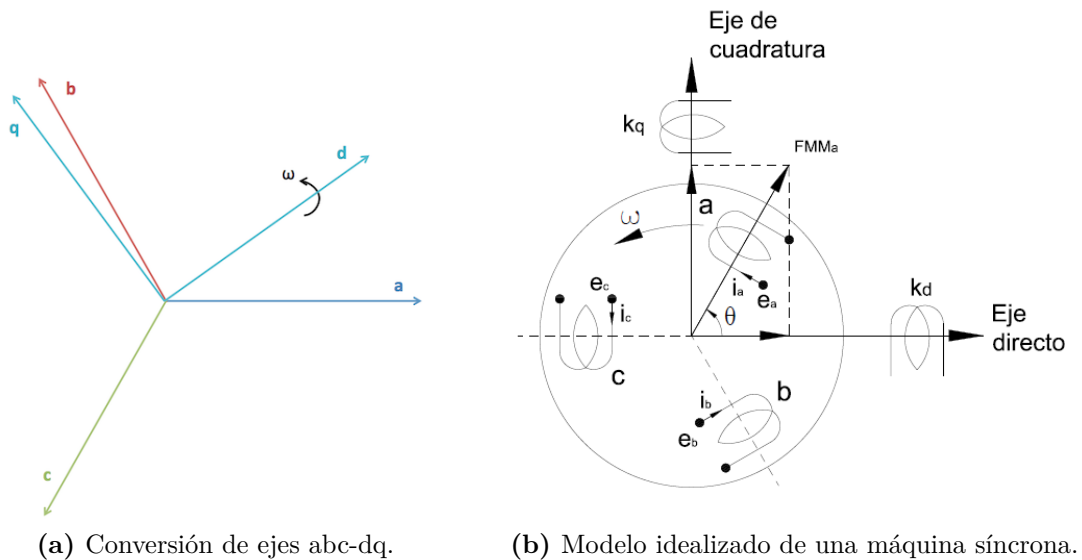 b
q
d
ω
a
c
(a) Conversión de ejes abc-dq.
Eje de
cuadratura
kq
FMMa
a
ω
ia
ea
ec
ic
θ
kd
Eje
directo
c
ib
b
eb
(b) Modelo idealizado de una máquina síncrona.